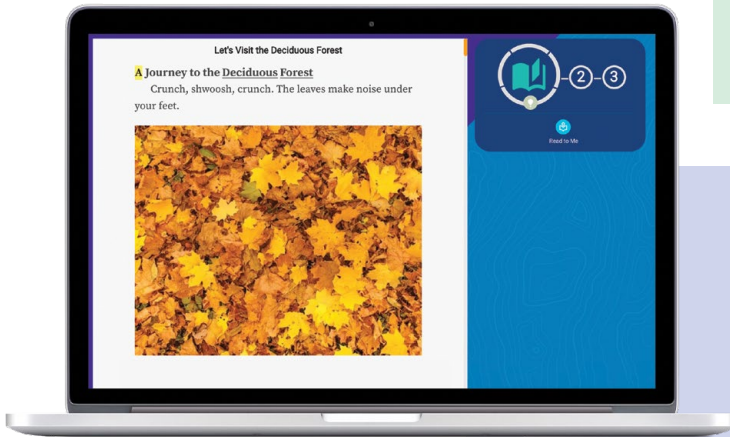 Let's Visit the Deciduous Forest
A Journey to the Deciduous Forest
Crunch, shwoosh, crunch. The leaves make noise under
your feet.
2
3
Read to Me